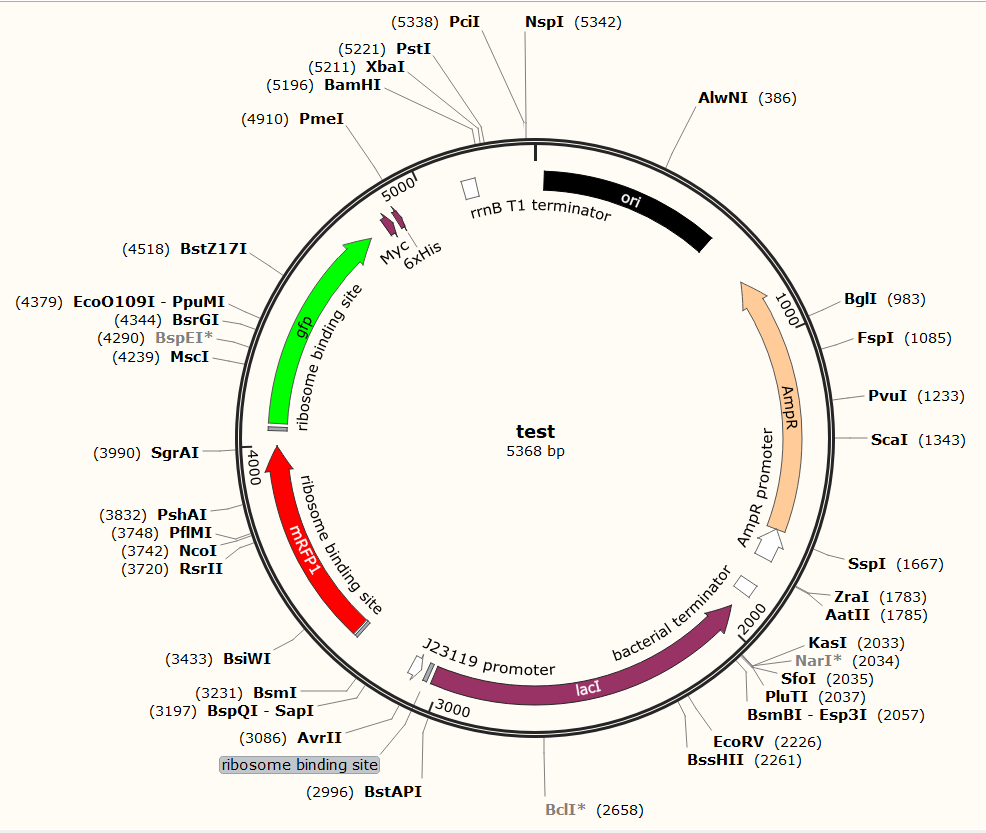 (5338) PciI
NspI (5342)
(5221) PstI
(5211) XbaI
(5196) BamHI
(4910) PmeI
AlwNI (386)
5000
rrnB T1 terminator
ori
Myc
6xHis
(4518) BstZ17I
(4379) EcoO109I - PpuMI
(4344) BsrGI
(4290) BspEI*
(4239) MscI
gfp
ribosome binding site
1000
BglI (983)
FspI (1085)
PvuI (1233)
ScaI (1343)
AmpR
AmpR promoter
test
5368 bp
(3990) SgrAI
4000
(3832) PshAI
(3748) PflMI
(3742) NcoI
(3720) RsrII
mRFP1
ribosome binding site
SspI (1667)
ZraI (1783)
AatII (1785)
2000
KasI (2033)
NarI* (2034)
SfoI (2035)
PluTI (2037)
BsmBI - Esp3I (2057)
EcoRV (2226)
BssHII (2261)
bacterial terminator
J23119 promoter
lacI
3000
(3433) BsiWI
(3231) BsmI
(3197) BspQI - SapI
(3086) AvrII
ribosome binding site
(2996) BstAPI
BclI* (2658)